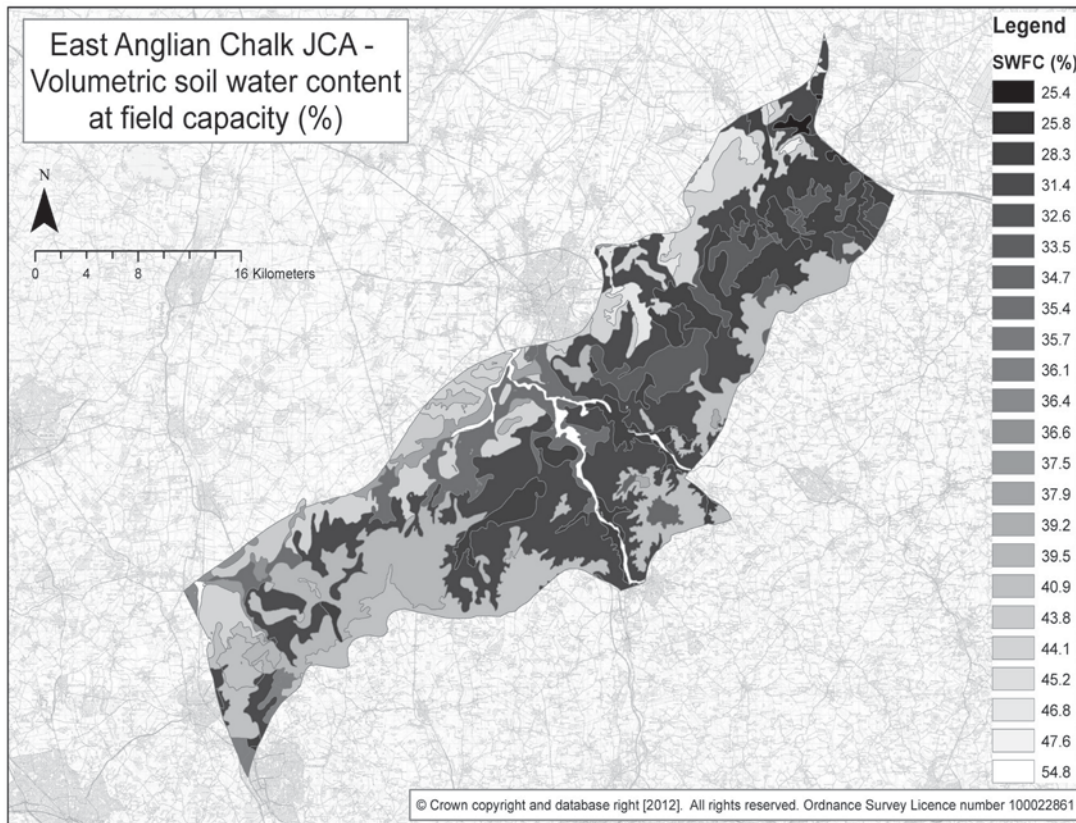 East Anglian Chalk JCA -
Volumetric soil water content
at field capacity (%)
N
0 4 8 16 Kilometers
Legend
SWFC (%)
25.4
25.8
28.3
31.4
32.6
33.5
34.7
35.4
35.7
36.1
36.4
36.6
37.5
37.9
39.2
39.5
40.9
43.8
44.1
45.2
46.8
47.6
54.8
© Crown copyright and database right [2012]. All rights reserved. Ordnance Survey Licence number 100022861